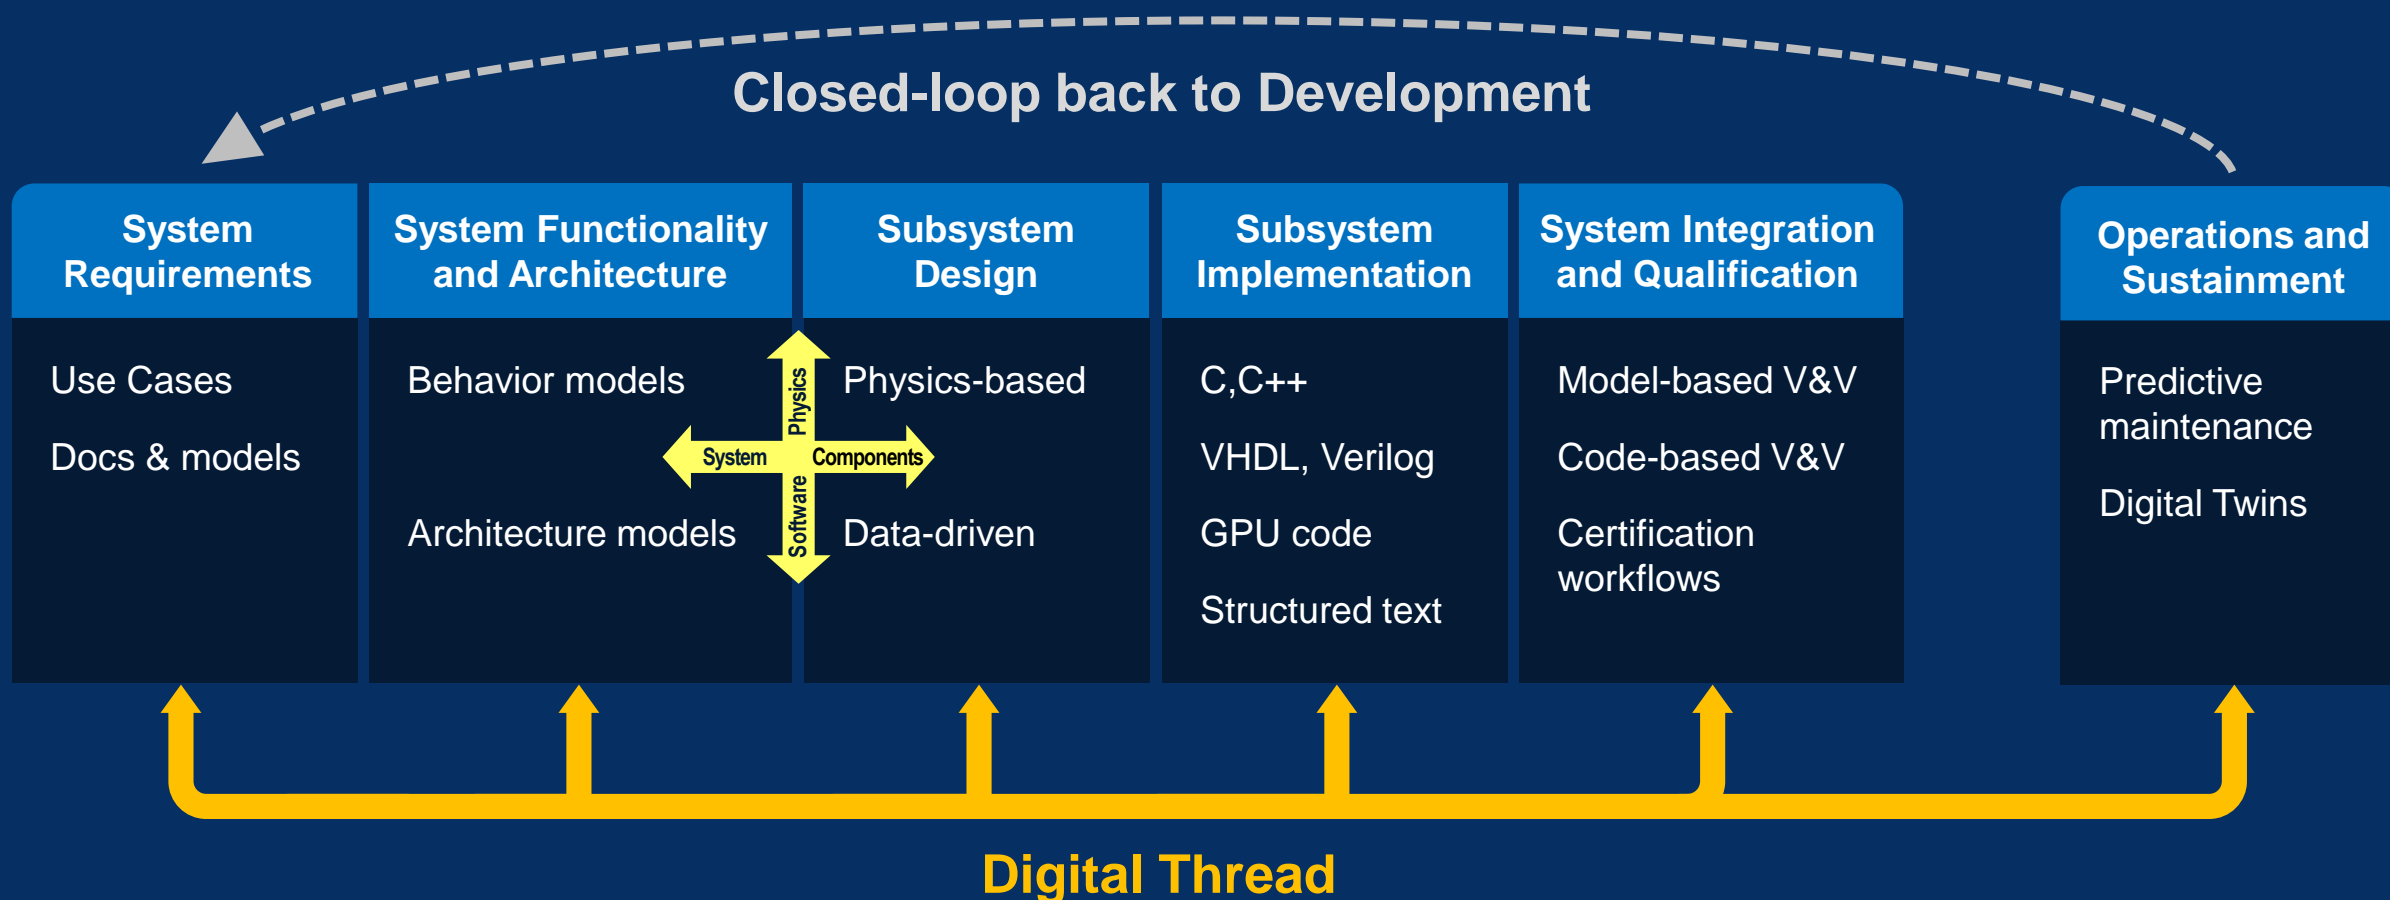 Closed-loop back to Development
System
Requirements
Use Cases
Docs & models
System Functionality
and Architecture
Behavior models
Architecture models
Physics
System
Components
Software
Subsystem
Design
Physics-based
Data-driven
Subsystem
Implementation
C,C++
VHDL, Verilog
GPU code
Structured text
System Integration
and Qualification
Model-based V&V
Code-based V&V
Certification
workflows
Operations and
Sustainment
Predictive
maintenance
Digital Twins
Digital Thread